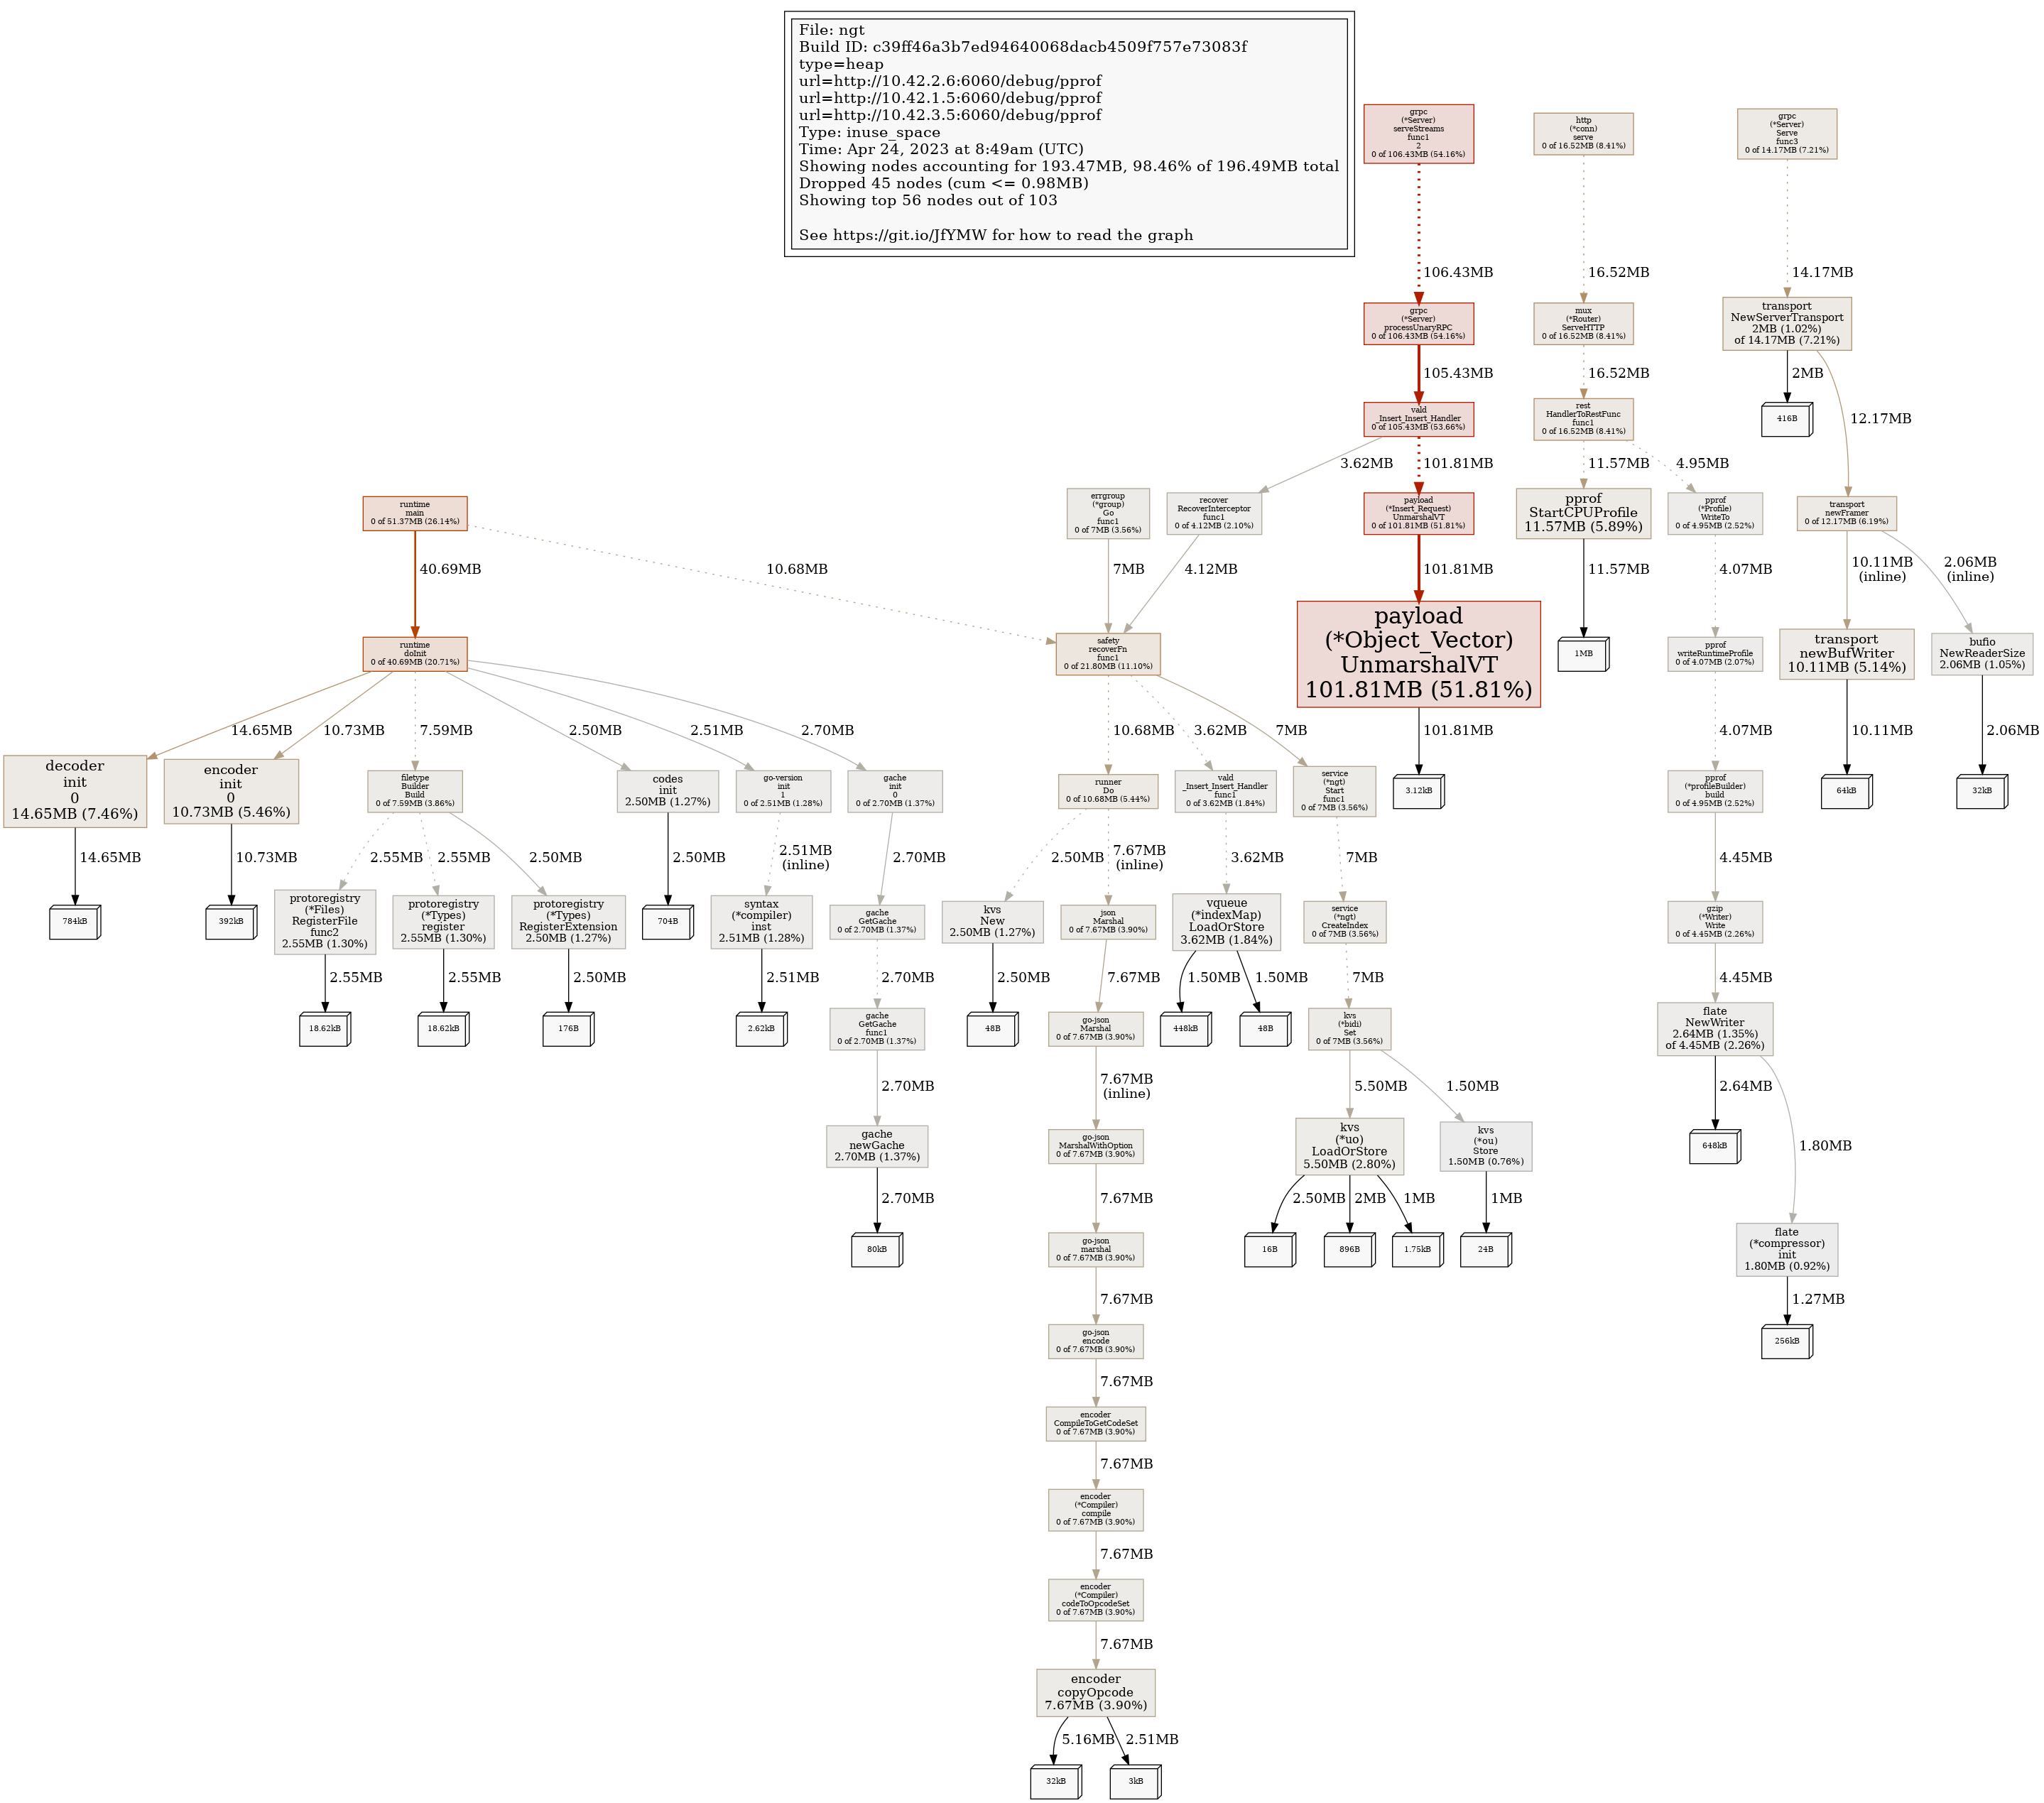 File: ngt
Build ID: c39ff46a3b7ed94640068dacb4509f757e73083f
type=heap
url=http://10.42.2.6:6060/debug/pprof
url=http://10.42.1.5:6060/debug/pprof
url=http://10.42.3.5:6060/debug/pprof
Type: inuse_space
Time: Apr 24, 2023 at 8:49am (UTC)
Showing nodes accounting for 193.47MB, 98.46% of 196.49MB total
Dropped 45 nodes (cum <= 0.98MB)
Showing top 56 nodes out of 103
See https://git.io/JfYMW for how to read the graph
grpc
(*Server)
serveStreams
func1
2
0 of 106.43MB (54.16%)
http
(*conn)
serve
0 of 16.52MB (8.41%)
grpc
(*Server)
Serve
func3
0 of 14.17MB (7.21%)
106.43MB
16.52MB
14.17MB
grpc
(*Server)
processUnaryRPC
0 of 106.43MB (54.16%)
mux
(*Router)
ServeHTTP
0 of 16.52MB (8.41%)
transport
NewServerTransport
2MB (1.02%)
of 14.17MB (7.21%)
105.43MB
16.52MB
2MB
12.17MB
vald
_Insert_Insert_Handler
0 of 105.43MB (53.66%)
rest
HandlerToRestFunc
func1
0 of 16.52MB (8.41%)
416B
3.62MB
101.81MB
11.57MB
4.95MB
runtime
main
0 of 51.37MB (26.14%)
errgroup
(*group)
Go
func1
0 of 7MB (3.56%)
recover
RecoverInterceptor
func1
0 of 4.12MB (2.10%)
payload
(*Insert_Request)
UnmarshalVT
0 of 101.81MB (51.81%)
pprof
StartCPUProfile
11.57MB (5.89%)
pprof
(*Profile)
WriteTo
0 of 4.95MB (2.52%)
transport
newFramer
0 of 12.17MB (6.19%)
40.69MB
10.68MB
7MB
4.12MB
101.81MB
11.57MB
4.07MB
10.11MB
(inline)
2.06MB
(inline)
runtime
doInit
0 of 40.69MB (20.71%)
safety
recoverFn
func1
0 of 21.80MB (11.10%)
payload
(*Object_Vector)
UnmarshalVT
101.81MB (51.81%)
1MB
pprof
writeRuntimeProfile
0 of 4.07MB (2.07%)
transport
newBufWriter
10.11MB (5.14%)
bufio
NewReaderSize
2.06MB (1.05%)
14.65MB
10.73MB
7.59MB
2.50MB
2.51MB
2.70MB
10.68MB
3.62MB
7MB
101.81MB
4.07MB
10.11MB
2.06MB
decoder
init
0
14.65MB (7.46%)
encoder
init
0
10.73MB (5.46%)
filetype
Builder
Build
0 of 7.59MB (3.86%)
codes
init
2.50MB (1.27%)
go-version
init
1
0 of 2.51MB (1.28%)
gache
init
0
0 of 2.70MB (1.37%)
runner
Do
0 of 10.68MB (5.44%)
vald
_Insert_Insert_Handler
func1
0 of 3.62MB (1.84%)
service
(*ngt)
Start
func1
0 of 7MB (3.56%)
3.12kB
pprof
(*profileBuilder)
build
0 of 4.95MB (2.52%)
64kB
32kB
14.65MB
10.73MB
2.55MB
2.55MB
2.50MB
2.50MB
2.51MB
(inline)
2.70MB
2.50MB
7.67MB
(inline)
3.62MB
7MB
4.45MB
784kB
392kB
protoregistry
(*Files)
RegisterFile
func2
2.55MB (1.30%)
protoregistry
(*Types)
register
2.55MB (1.30%)
protoregistry
(*Types)
RegisterExtension
2.50MB (1.27%)
704B
syntax
(*compiler)
inst
2.51MB (1.28%)
gache
GetGache
0 of 2.70MB (1.37%)
kvs
New
2.50MB (1.27%)
json
Marshal
0 of 7.67MB (3.90%)
vqueue
(*indexMap)
LoadOrStore
3.62MB (1.84%)
service
(*ngt)
CreateIndex
0 of 7MB (3.56%)
gzip
(*Writer)
Write
0 of 4.45MB (2.26%)
2.55MB
2.55MB
2.50MB
2.51MB
2.70MB
2.50MB
7.67MB
1.50MB
1.50MB
7MB
4.45MB
18.62kB
18.62kB
176B
2.62kB
gache
GetGache
func1
0 of 2.70MB (1.37%)
48B
go-json
Marshal
0 of 7.67MB (3.90%)
448kB
48B
kvs
(*bidi)
Set
0 of 7MB (3.56%)
flate
NewWriter
2.64MB (1.35%)
of 4.45MB (2.26%)
2.70MB
7.67MB
(inline)
5.50MB
1.50MB
2.64MB
1.80MB
gache
newGache
2.70MB (1.37%)
go-json
MarshalWithOption
0 of 7.67MB (3.90%)
kvs
(*uo)
LoadOrStore
5.50MB (2.80%)
kvs
(*ou)
Store
1.50MB (0.76%)
648kB
2.70MB
7.67MB
2.50MB
2MB
1MB
1MB
80kB
go-json
marshal
0 of 7.67MB (3.90%)
16B
896B
1.75kB
24B
flate
(*compressor)
init
1.80MB (0.92%)
7.67MB
1.27MB
go-json
encode
0 of 7.67MB (3.90%)
256kB
7.67MB
encoder
CompileToGetCodeSet
0 of 7.67MB (3.90%)
7.67MB
encoder
(*Compiler)
compile
0 of 7.67MB (3.90%)
7.67MB
encoder
(*Compiler)
codeToOpcodeSet
0 of 7.67MB (3.90%)
7.67MB
encoder
copyOpcode
7.67MB (3.90%)
5.16MB
2.51MB
32kB
3kB